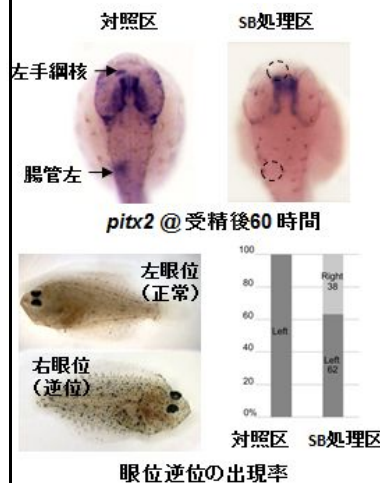 対照区 SB処理区
左手綱核
腸管左
pitx2 @ 受精後60 時間
左眼位
(正常)
右眼位
(逆位)
100
80
60
40
20
0%
Left
Right
38
Left
62
対照区 SB処理区
眼位逆位の出現率